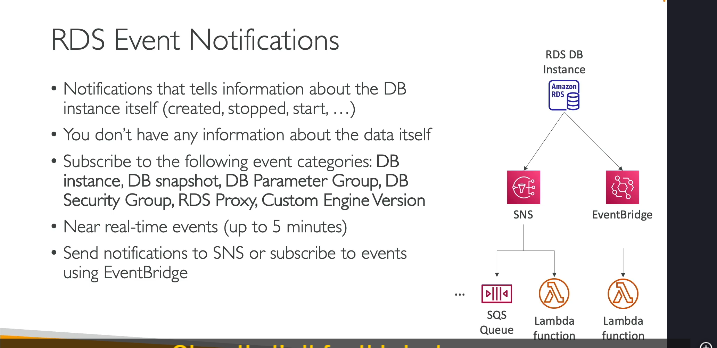 RDS Event Notifications
• Notifications that tells information about the DB
instance itself (created, stopped, start, …)
• You don't have any information about the data itself
• Subscribe to the following event categories: DB
instance, DB snapshot, DB Parameter Group, DB
Security Group, RDS Proxy, Custom Engine Version
• Near real-time events (up to 5 minutes)
• Send notifications to SNS or subscribe to events
using EventBridge
RDS DB
Instance
Amazon
RDS
SNS
EventBridge
...
SQS
Queue
Lambda
function
Lambda
function